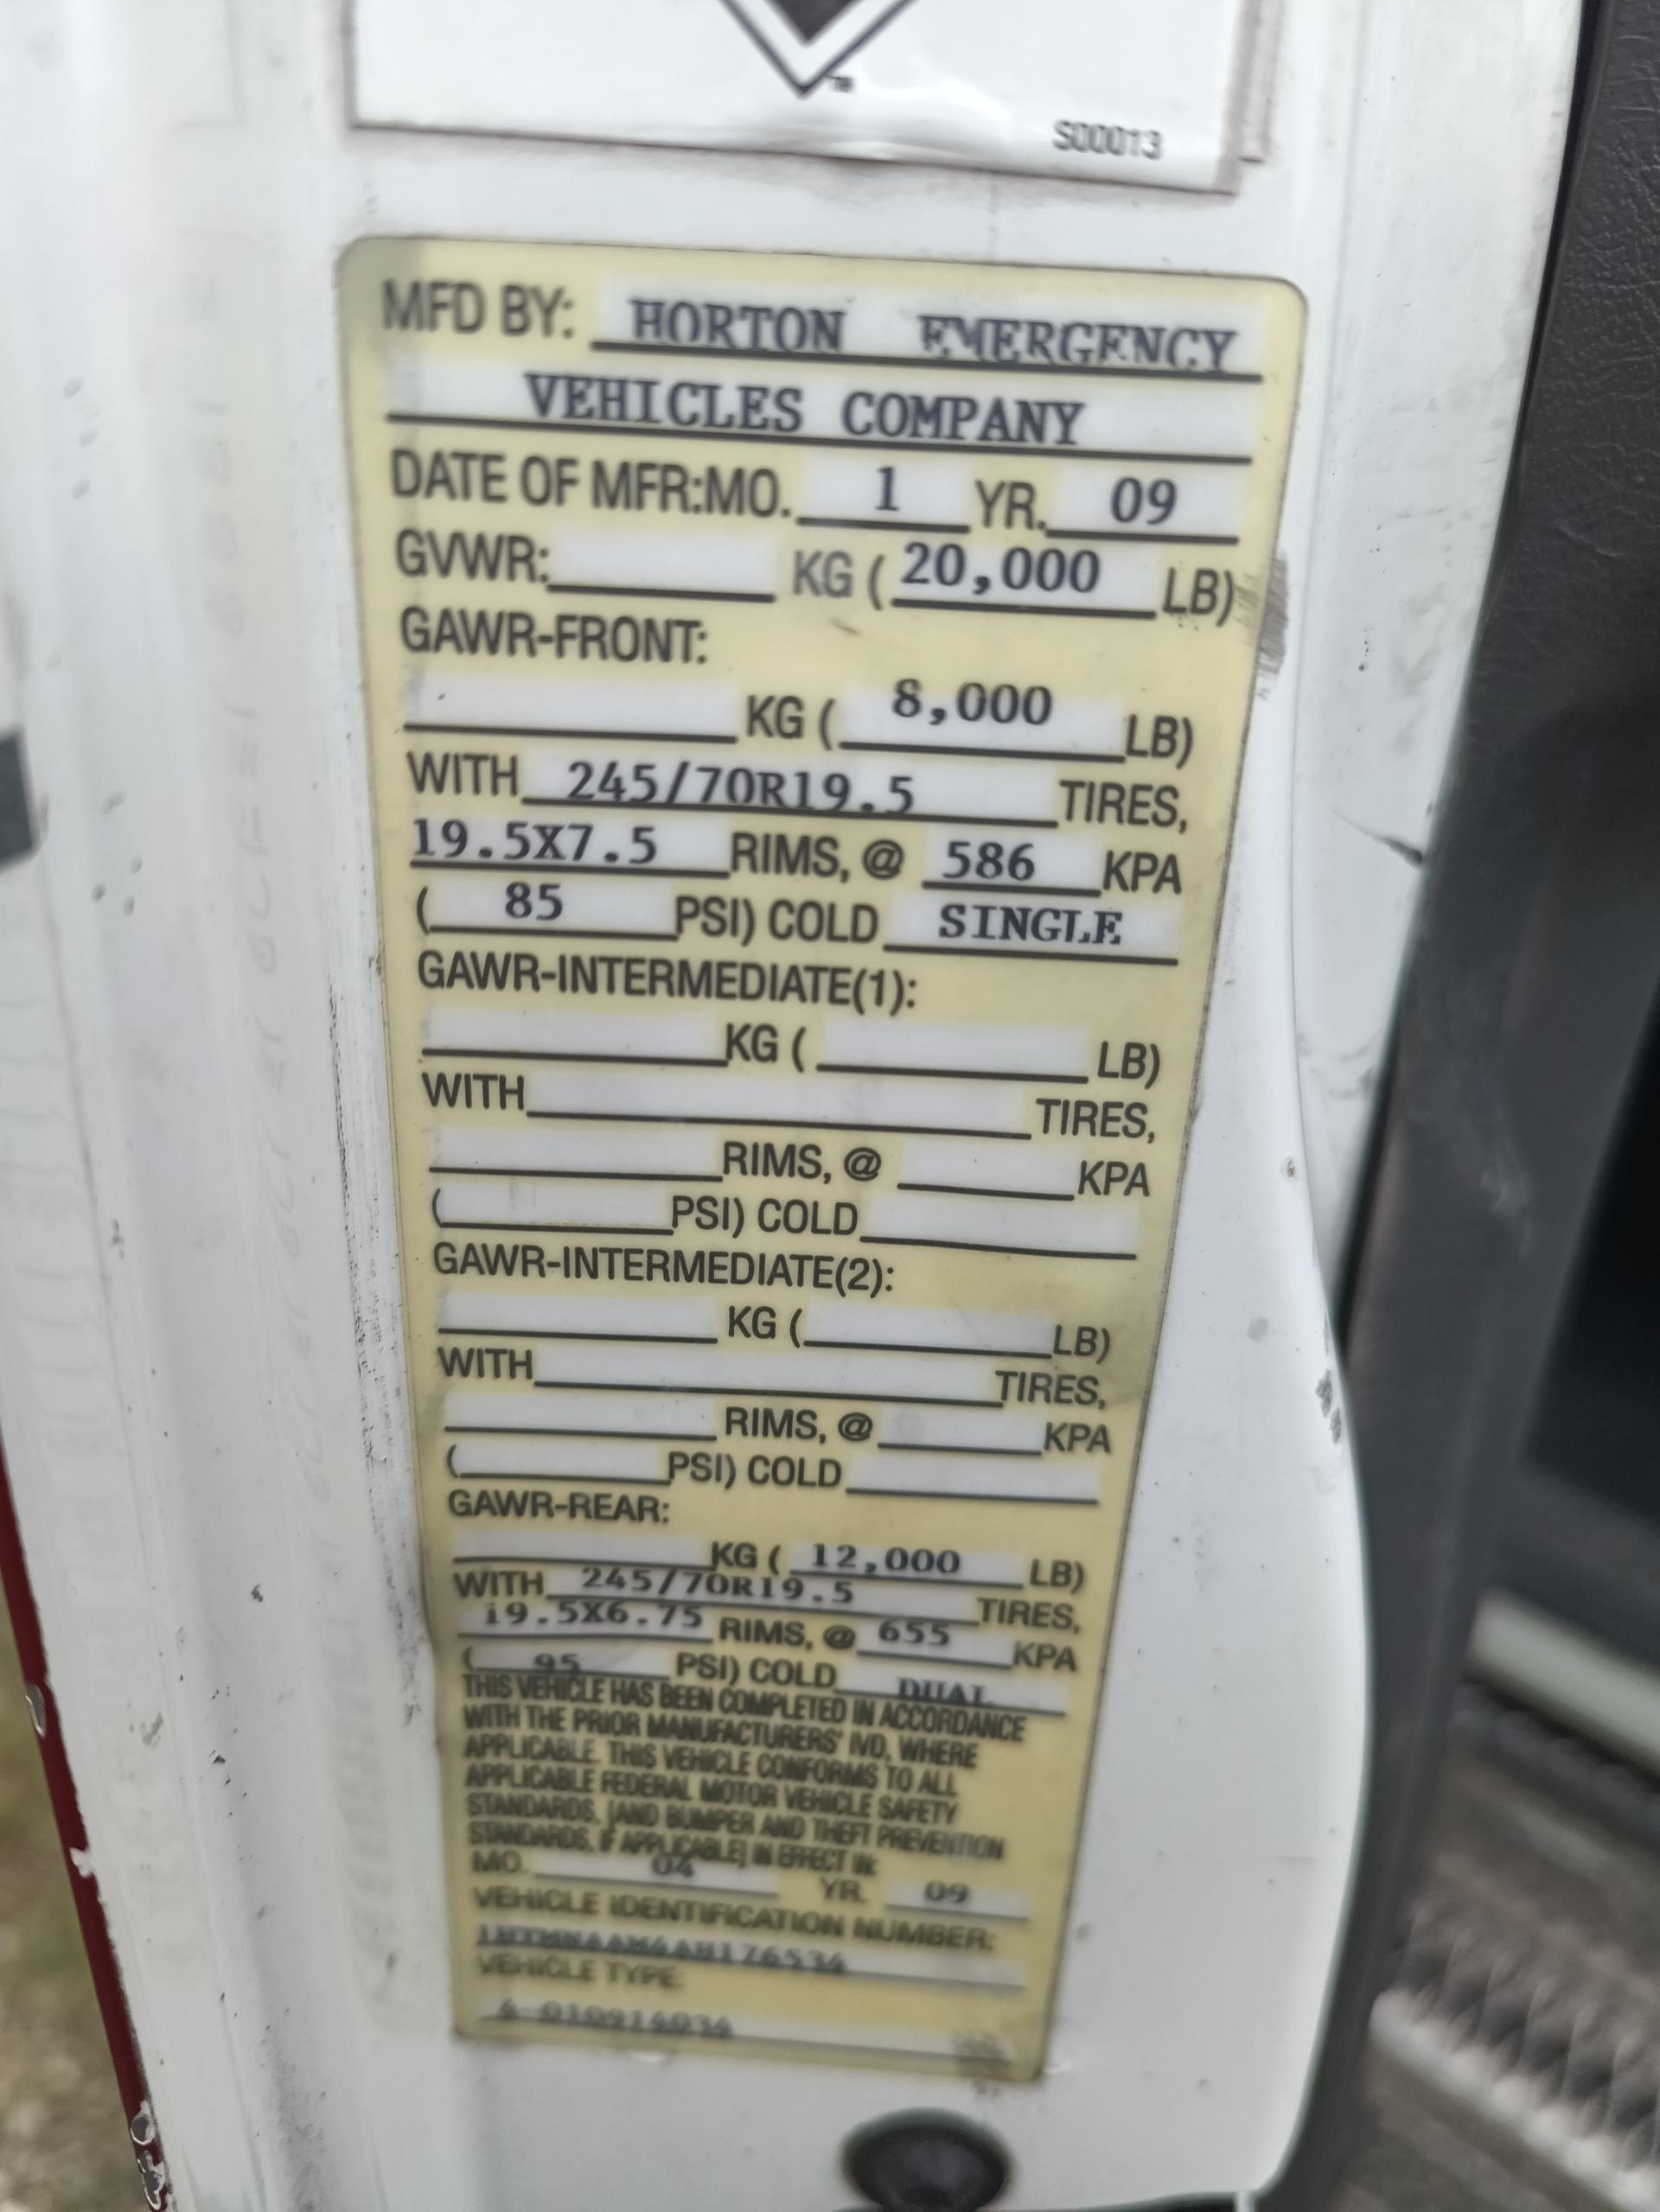 TM
S00013
MFD BY: HORTON EMERGENCY
VEHICLES COMPANY
DATE OF MFR:MO. 1 YR. 09
GVWR: KG ( 20,000 LB)
GAWR-FRONT:
KG ( 8,000 LB)
WITH 245/70R19.5 TIRES,
19.5X7.5 RIMS, @ 586 KPA
( 85 PSI) COLD SINGLE
GAWR-INTERMEDIATE(1):
KG ( LB)
WITH TIRES,
RIMS, @ KPA
( PSI) COLD
GAWR-INTERMEDIATE(2):
KG ( LB)
WITH TIRES,
RIMS, @ KPA
( PSI) COLD
GAWR-REAR:
KG ( 12,000 LB)
WITH 245/70R19.5 TIRES,
19.5X6.75 RIMS, @ 655 KPA
( 95 PSI) COLD DUAL
THIS VEHICLE HAS BEEN COMPLETED IN ACCORDANCE
WITH THE PRIOR MANUFACTURERS' IVD, WHERE
APPLICABLE. THIS VEHICLE CONFORMS TO ALL
APPLICABLE FEDERAL MOTOR VEHICLE SAFETY
STANDARDS, [AND BUMPER AND THEFT PREVENTION
STANDARDS, IF APPLICABLE] IN EFFECT IN:
MO. 04 YR. 09
VEHICLE IDENTIFICATION NUMBER:
VEHICLE TYPE: